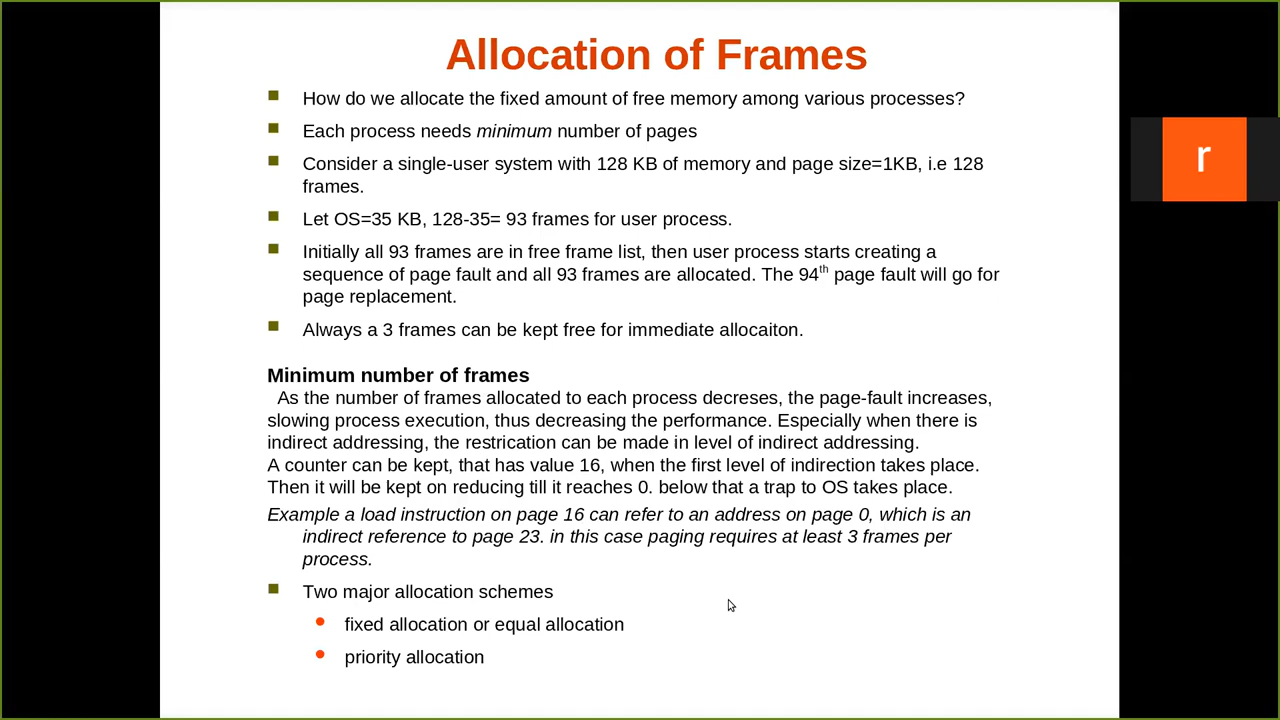 Allocation of Frames
How do we allocate the fixed amount of free memory among various processes?
Each process needs minimum number of pages
Consider a single-user system with 128 KB of memory and page size=1KB, i.e 128
frames.
Let OS=35 KB, 128-35= 93 frames for user process.
Initially all 93 frames are in free frame list, then user process starts creating a
sequence of page fault and all 93 frames are allocated. The 94th page fault will go for
page replacement.
Always a 3 frames can be kept free for immediate allocaiton.
Minimum number of frames
As the number of frames allocated to each process decreses, the page-fault increases,
slowing process execution, thus decreasing the performance. Especially when there is
indirect addressing, the restrication can be made in level of indirect addressing.
A counter can be kept, that has value 16, when the first level of indirection takes place.
Then it will be kept on reducing till it reaches 0. below that a trap to OS takes place.
Example a load instruction on page 16 can refer to an address on page 0, which is an
indirect reference to page 23. in this case paging requires at least 3 frames per
process.
Two major allocation schemes
fixed allocation or equal allocation
priority allocation
r